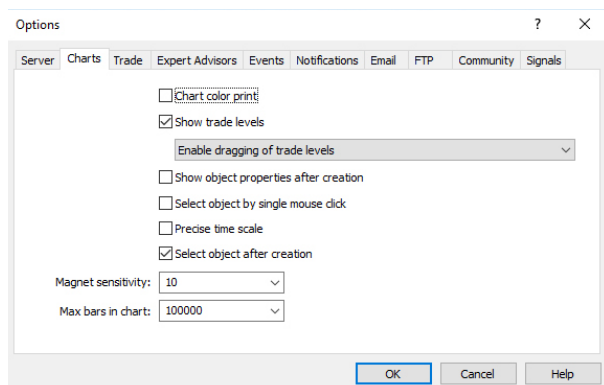 Options ?
Server Charts Trade Expert Advisors Events Notifications Email FTP Community Signals
Chart color print
Show trade levels
Enable dragging of trade levels
Show object properties after creation
Select object by single mouse click
Precise time scale
Select object after creation
Magnet sensitivity: 10
Max bars in chart: 100000
OK Cancel Help